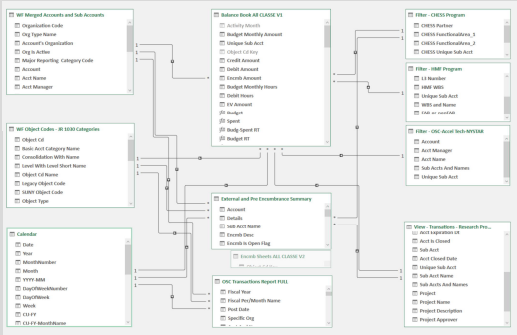 WF Merged Accounts and Sub Accounts
Organization Code
Org Type Name
Account's Organization
Org Is Active
Major Reporting Category Code
Account
Acct Name
Acct Manager
WF Object Codes - JR 1030 Categories
Object Cd
Basic Acct Category Name
Consolidation With Name
Level With Level Short Name
Object Cd Name
Legacy Object Code
SUNY Object Code
Object Type
Calendar
Date
Year
MonthNumber
Month
YYYY-MM
DayOfWeekNumber
DayOfWeek
Week
CU-FY
CU-FY-MonthName
Balance Book All CLASSE V1
Activity Month
Budget Monthly Amount
Unique Sub Acct
Object Cd Key
Credit Amount
Debit Amount
Encmb Amount
Budget Monthly Hours
Debit Hours
EV Amount
Budget
Spent
Budg-Spent RT
Budget RT
External and Pre Encumbrance Summary
Account
Details
Sub Acct Name
Encmb Desc
Encmb Is Open Flag
Encmb Sheets ALL CLASSE V2
OSC Transactions Report FULL
Fiscal Year
Fiscal Per/Month Name
Post Date
Specific Org
Filter - CHESS Program
CHESS Partner
CHESS FunctionalArea_1
CHESS FunctionalArea_2
CHESS Unique Sub Acct
Filter - HMF Program
L3 Number
HMF WBS
Unique Sub Acct
WBS and Name
Filter - OSC-Accel Tech-MYSTAR
Account
Acct Manager
Acct Name
Sub Accts And Names
Unique Sub Acct
View - Transations - Research Pro...
Acct Expiration Dt
Acct Is Closed
Sub Acct
Acct Closed Date
Unique Sub Acct
Sub Acct Name
Sub Accts And Names
Project
Project Name
Project Description
Project Approver